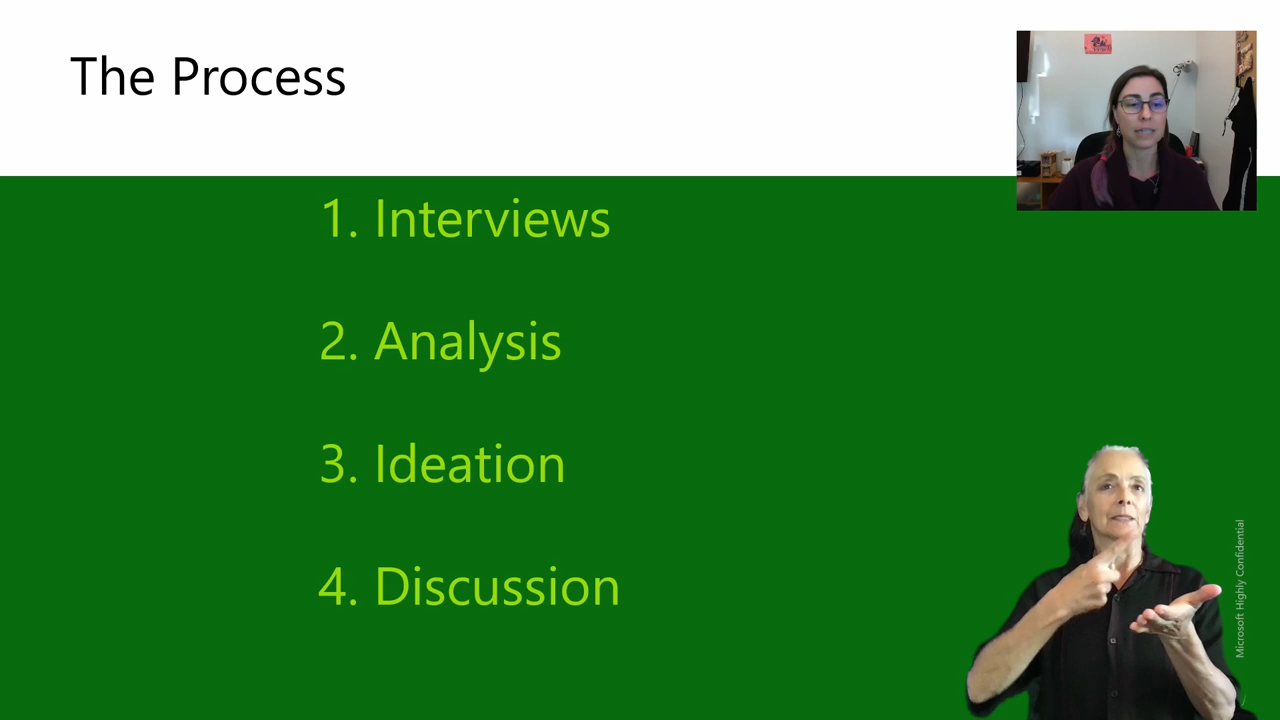 The Process
1. Interviews
2. Analysis
3. Ideation
4. Discussion
Microsoft Highly Confidential